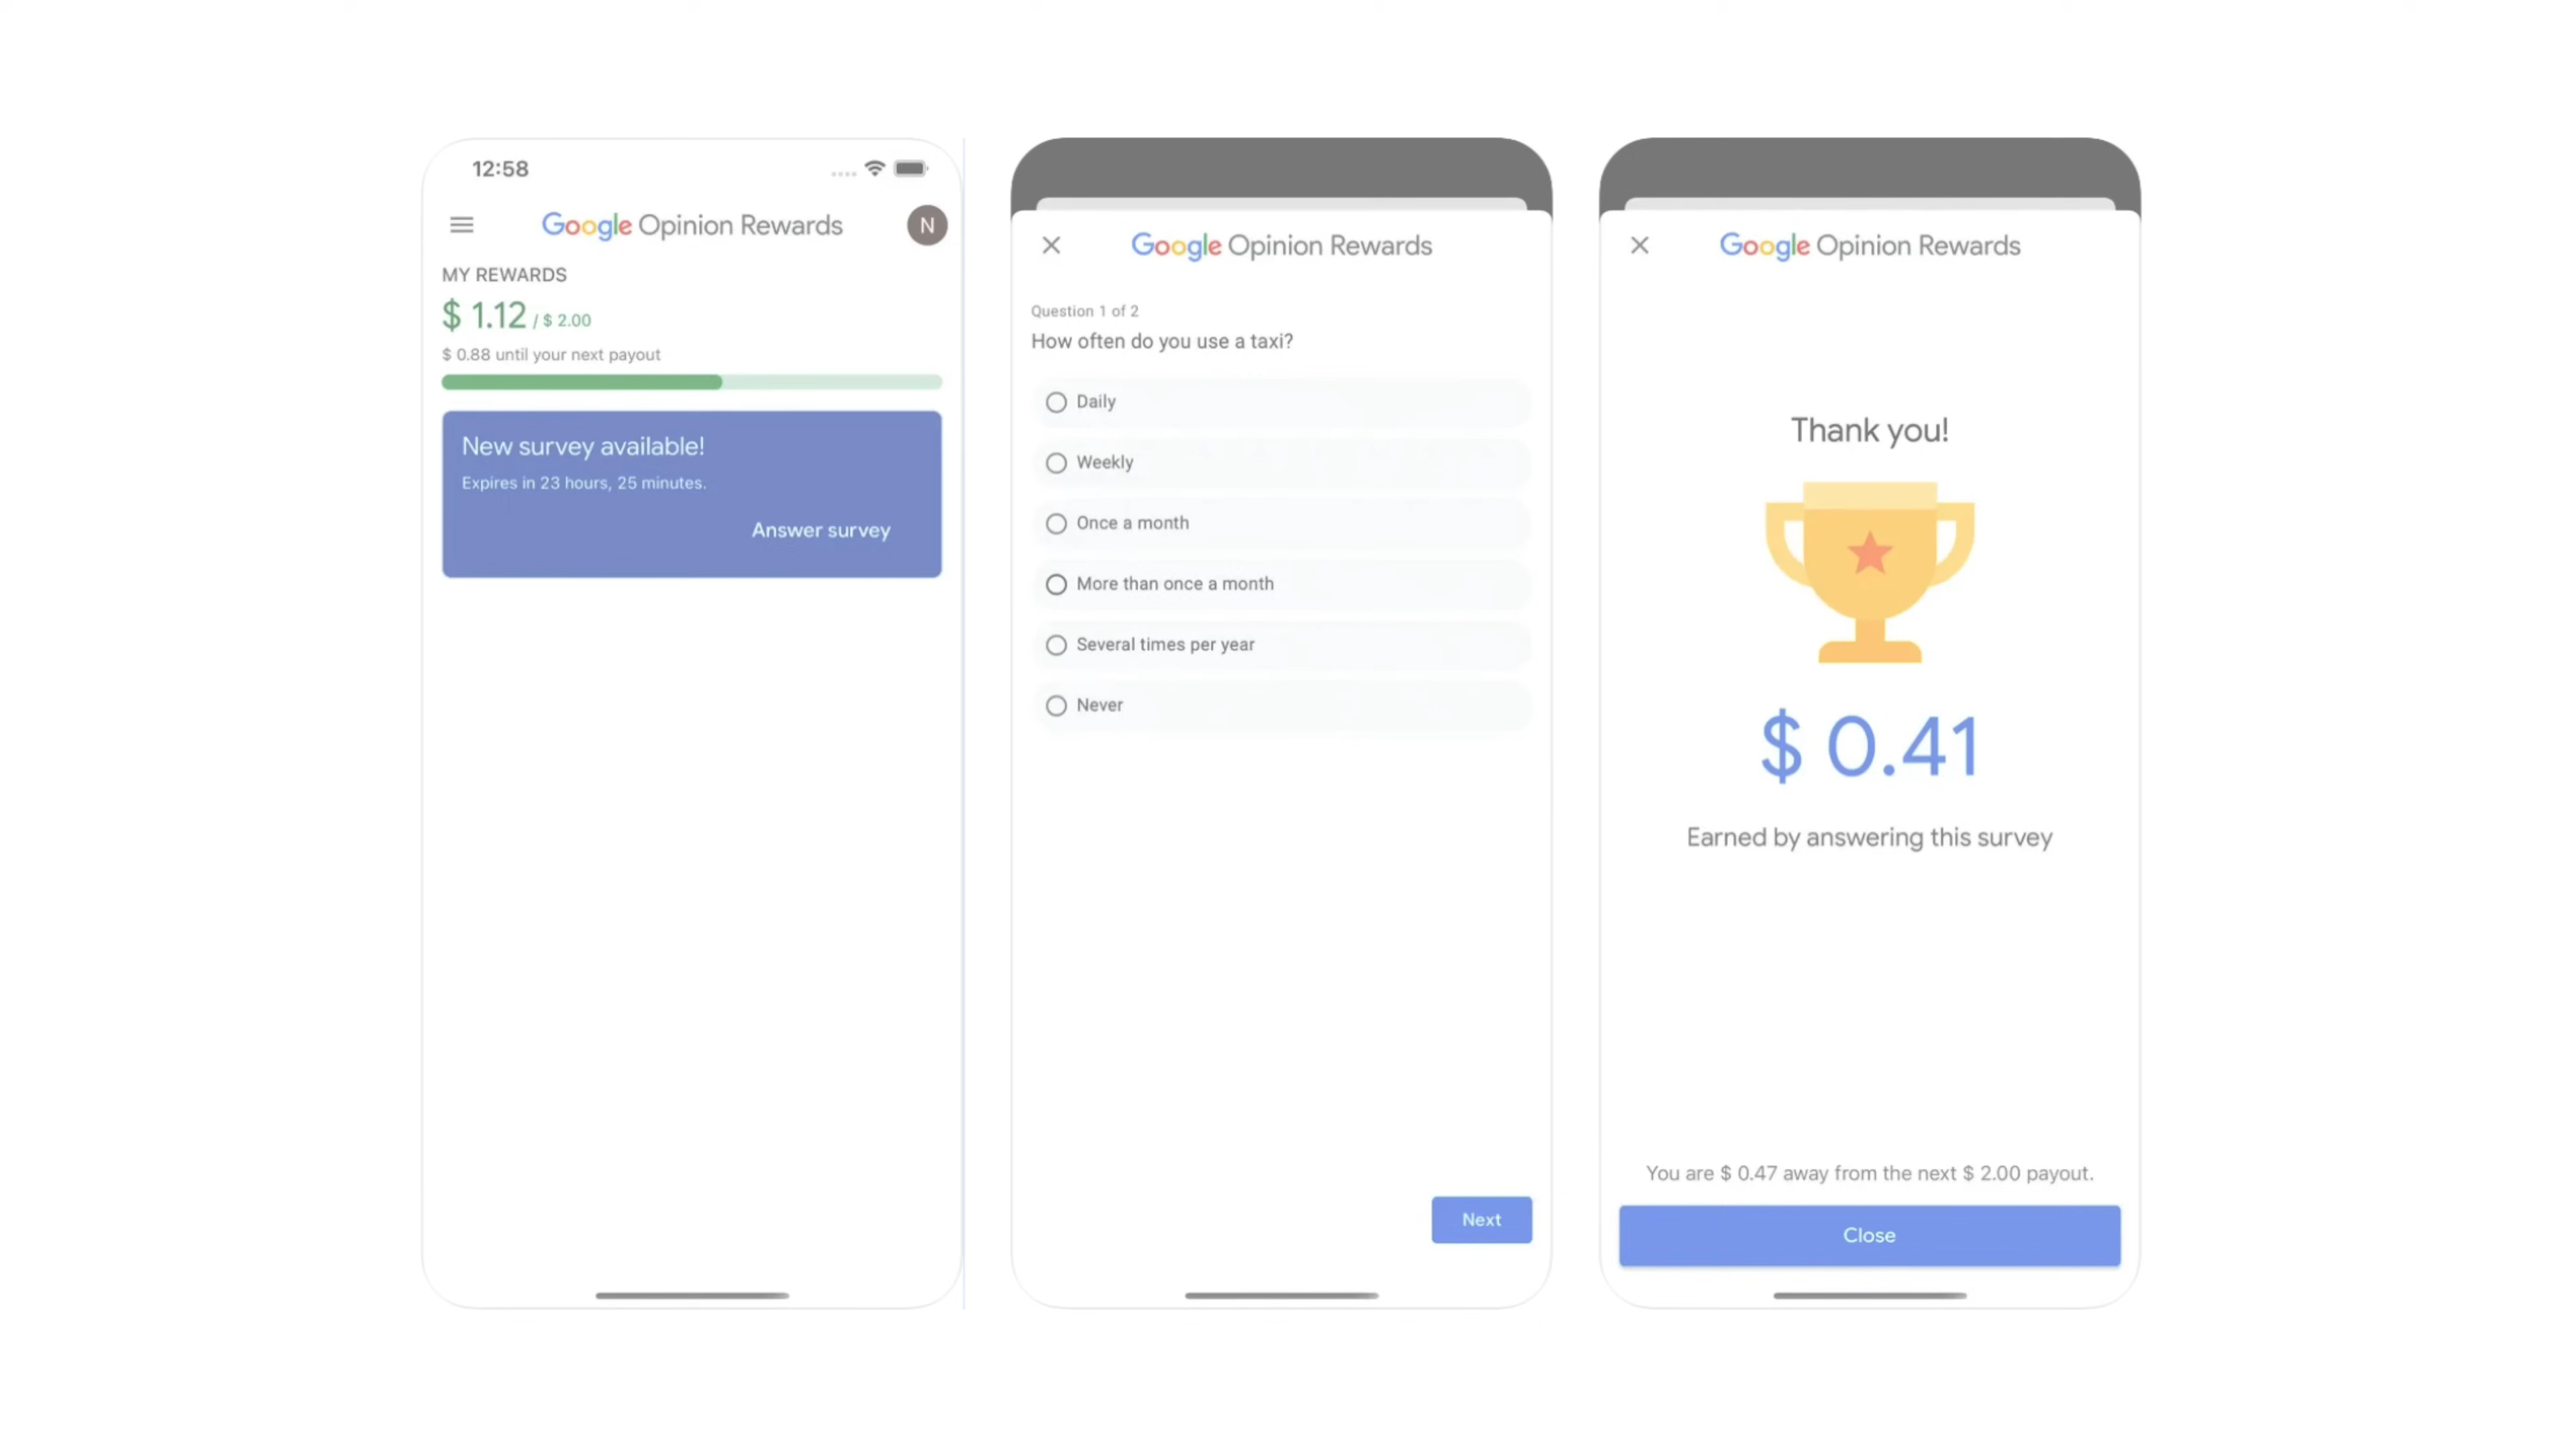 12:58
Google Opinion Rewards
N
MY REWARDS
$ 1.12 / $ 2.00
$ 0.88 until your next payout
New survey available!
Expires in 23 hours, 25 minutes.
Answer survey
Google Opinion Rewards
Question 1 of 2
How often do you use a taxi?
Daily
Weekly
Once a month
More than once a month
Several times per year
Never
Next
Google Opinion Rewards
Thank you!
$ 0.41
Earned by answering this survey
You are $ 0.47 away from the next $ 2.00 payout.
Close